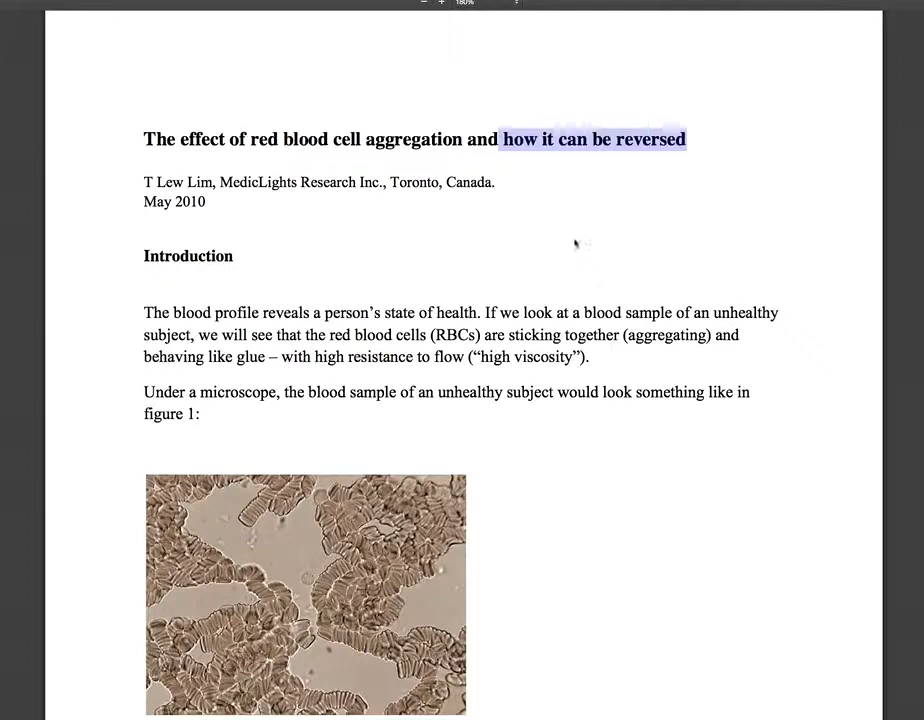 180%
The effect of red blood cell aggregation and how it can be reversed
T Lew Lim, MedicLights Research Inc., Toronto, Canada.
May 2010
Introduction
The blood profile reveals a person’s state of health. If we look at a blood sample of an unhealthy
subject, we will see that the red blood cells (RBCs) are sticking together (aggregating) and
behaving like glue – with high resistance to flow (“high viscosity”).
Under a microscope, the blood sample of an unhealthy subject would look something like in
figure 1: